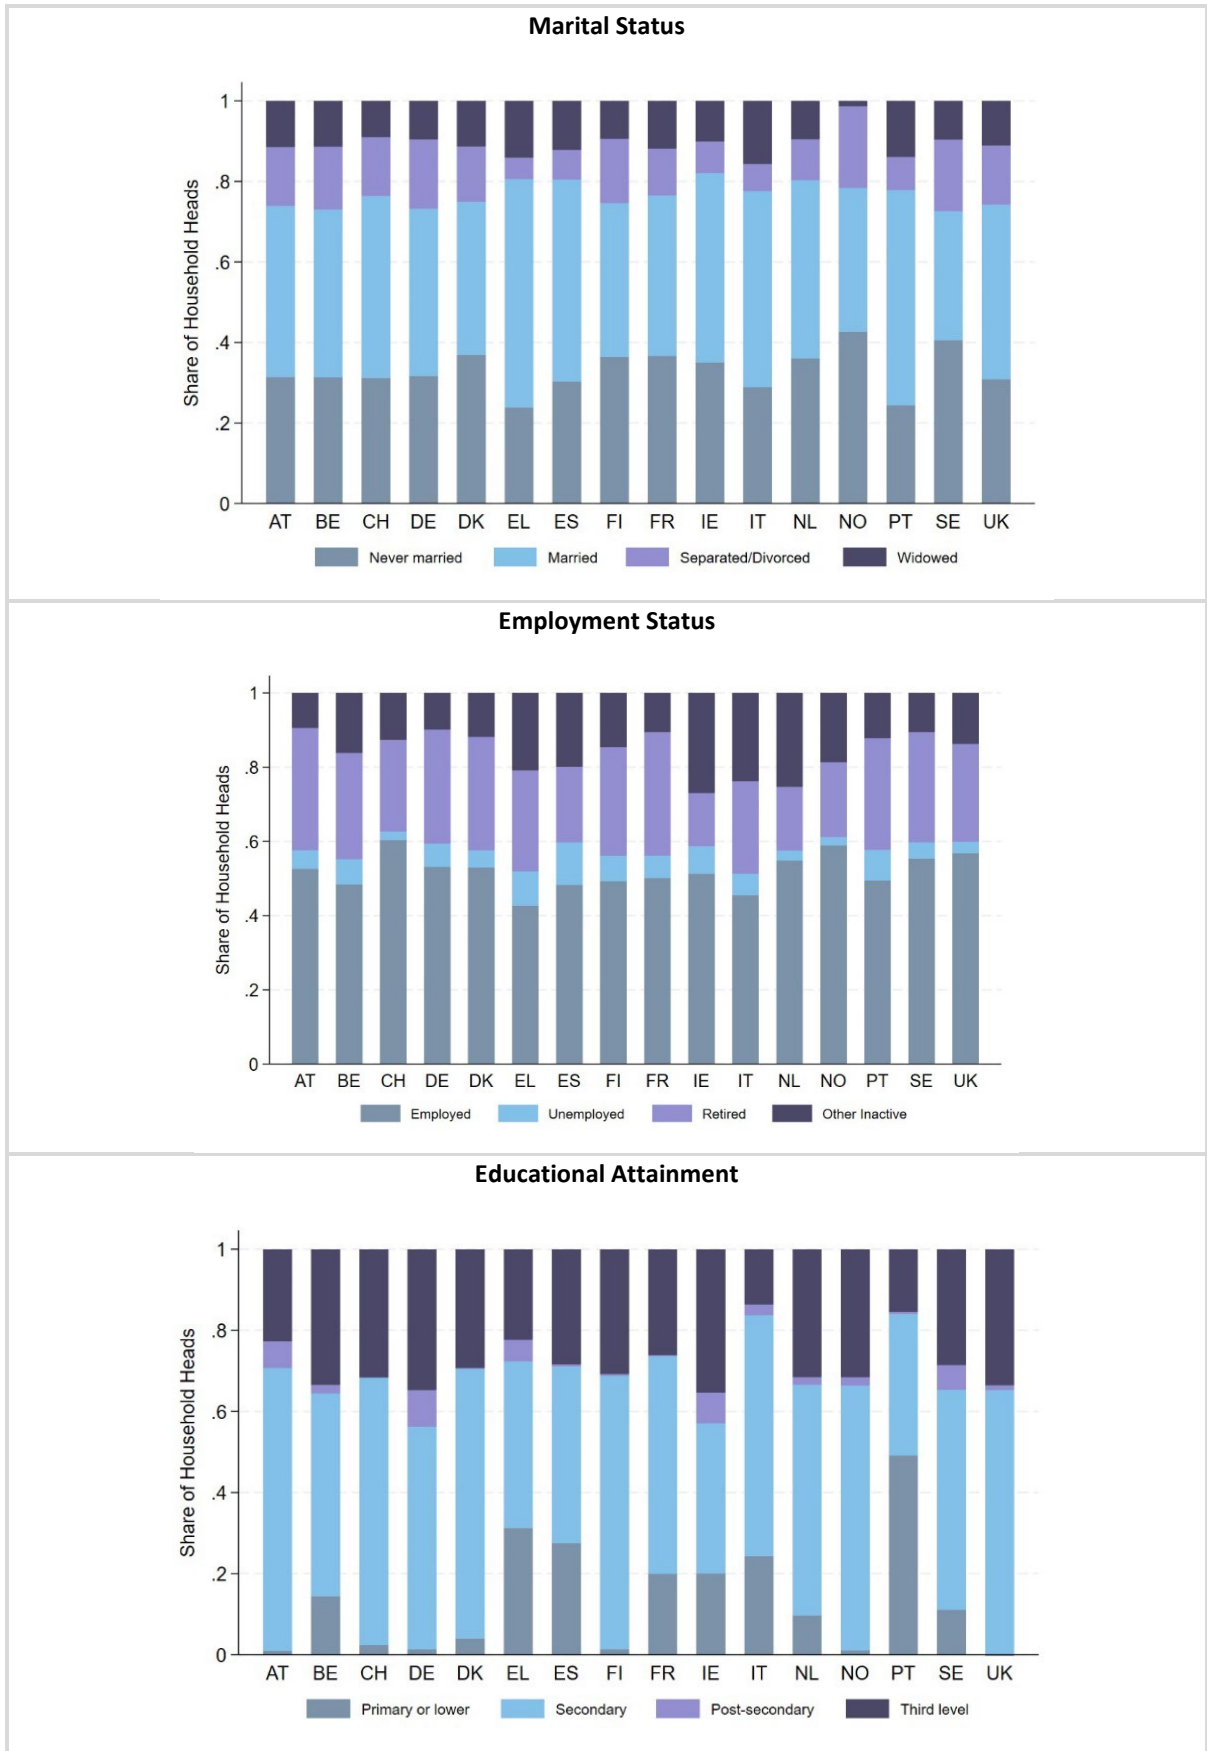 Marital Status
1
.8
.6
.4
.2
0
Share of Household Heads
AT BE CH DE DK EL ES FI FR IE IT NL NO PT SE UK
Never married Married Separated/Divorced Widowed
Employment Status
1
.8
.6
.4
.2
0
Share of Household Heads
AT BE CH DE DK EL ES FI FR IE IT NL NO PT SE UK
Employed Unemployed Retired Other Inactive
Educational Attainment
1
.8
.6
.4
.2
0
Share of Household Heads
AT BE CH DE DK EL ES FI FR IE IT NL NO PT SE UK
Primary or lower Secondary Post-secondary Third level